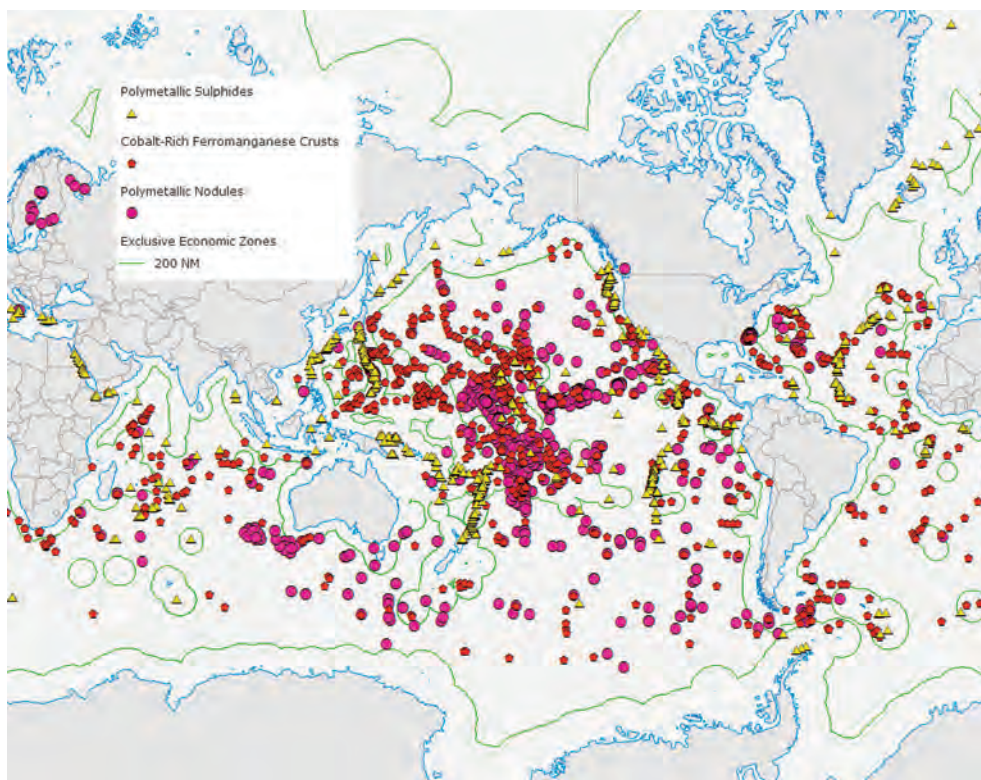 Polymetallic Sulphides
Cobalt-Rich Ferromanganese Crusts
Polymetallic Nodules
Exclusive Economic Zones
200 NM